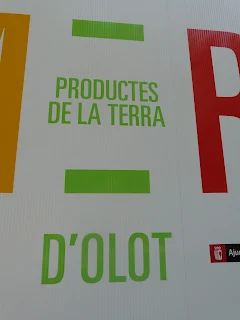 PRODUCTES
DE LA TERRA
D'OLOT